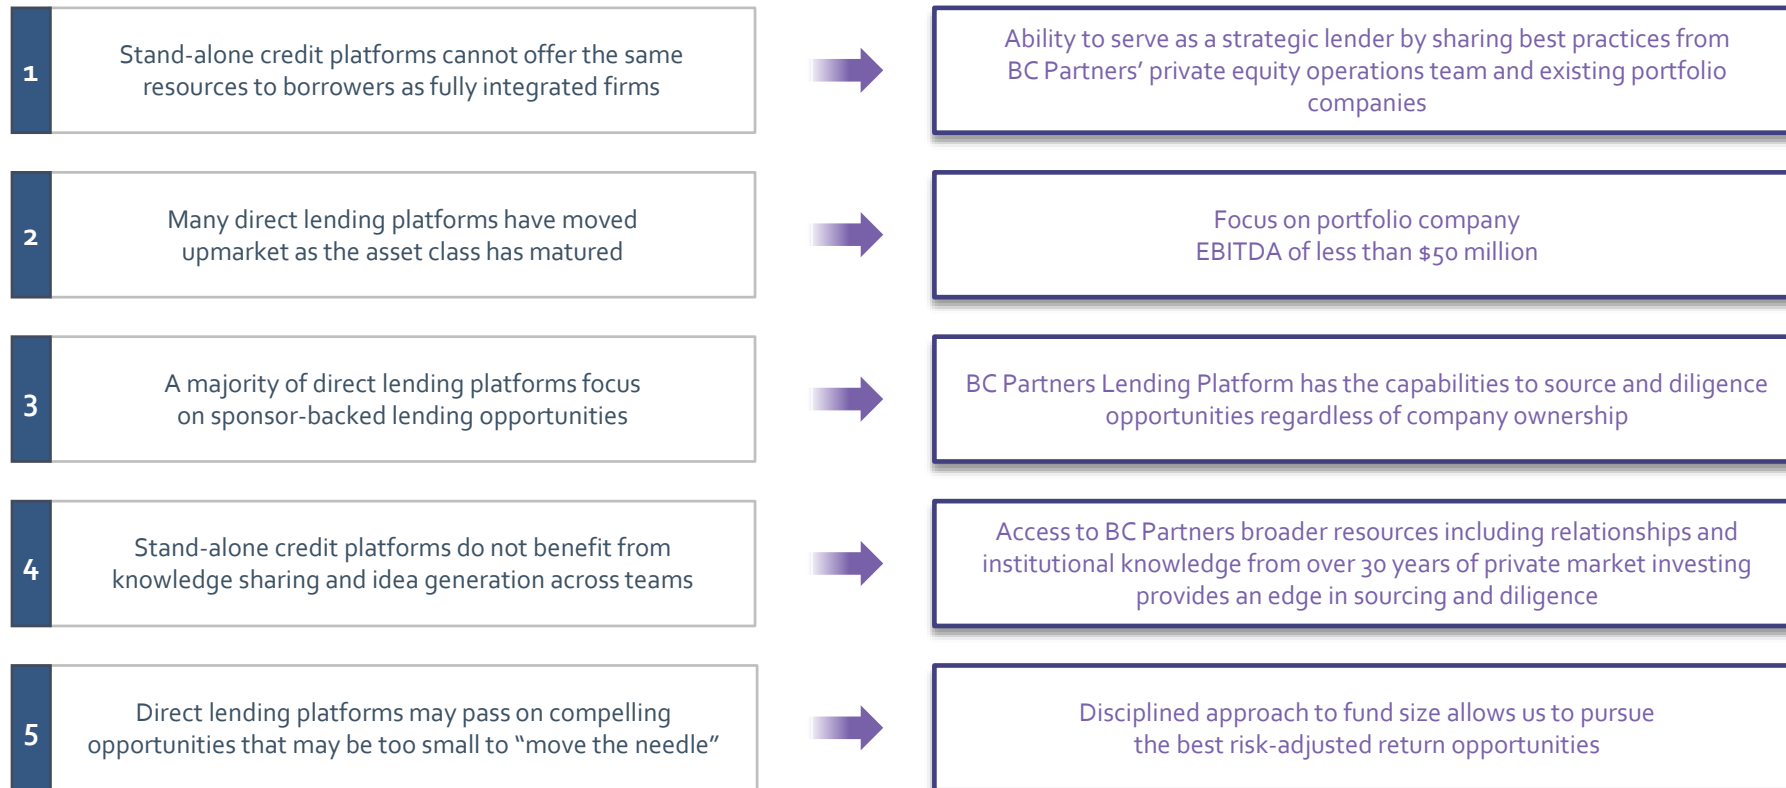 1
Stand-alone credit platforms cannot offer the same
resources to borrowers as fully integrated firms
Ability to serve as a strategic lender by sharing best practices from
BC Partners’ private equity operations team and existing portfolio
companies
2
Many direct lending platforms have moved
upmarket as the asset class has matured
Focus on portfolio company
EBITDA of less than $50 million
3
A majority of direct lending platforms focus
on sponsor-backed lending opportunities
BC Partners Lending Platform has the capabilities to source and diligence
opportunities regardless of company ownership
4
Stand-alone credit platforms do not benefit from
knowledge sharing and idea generation across teams
Access to BC Partners broader resources including relationships and
institutional knowledge from over 30 years of private market investing
provides an edge in sourcing and diligence
5
Direct lending platforms may pass on compelling
opportunities that may be too small to “move the needle”
Disciplined approach to fund size allows us to pursue
the best risk-adjusted return opportunities